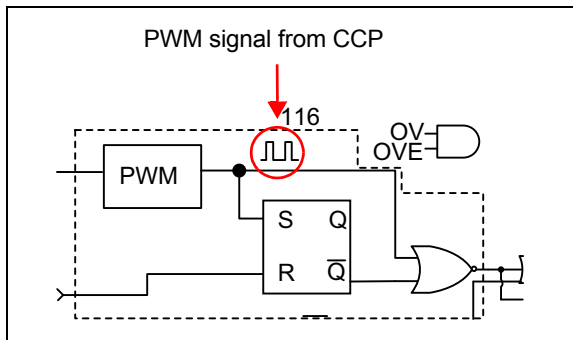 PWM signal from CCP
116
OV
OVE
PWM
S Q
R Q̅